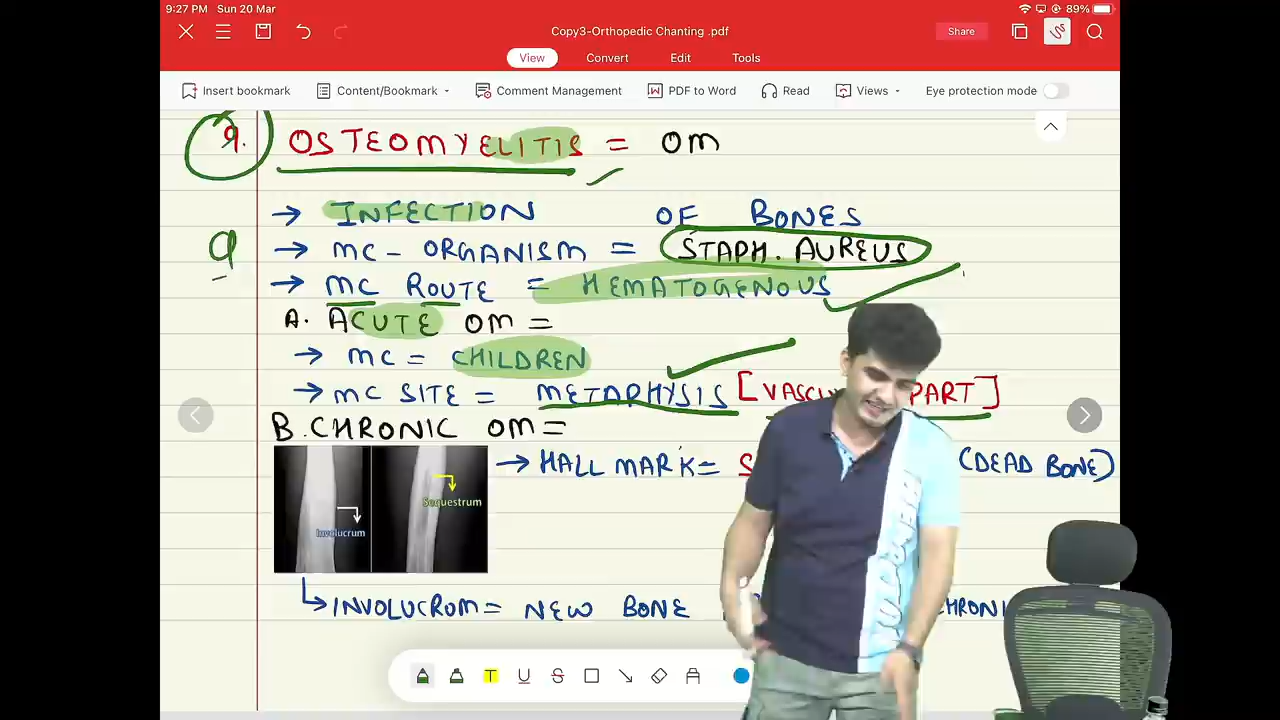 9:27 PM Sun 20 Mar 89%
Copy3-Orthopedic Chanting .pdf
Share
View Convert Edit Tools
Insert bookmark Content/Bookmark Comment Management PDF to Word Read Views Eye protection mode
9. OSTEOMYELITIS = OM
→ INFECTION OF BONES
9 → MC - ORGANISM = STAPH. AUREUS
→ MC ROUTE = HEMATOGENOUS
A. ACUTE OM =
→ MC = CHILDREN
→ MC SITE = METAPHYSIS [ PART]
B. CHRONIC OM =
→ HALL MARK = (DEAD BONE)
Sequestrum
Involucrum
INVOLUCROM = NEW BONE
T U S